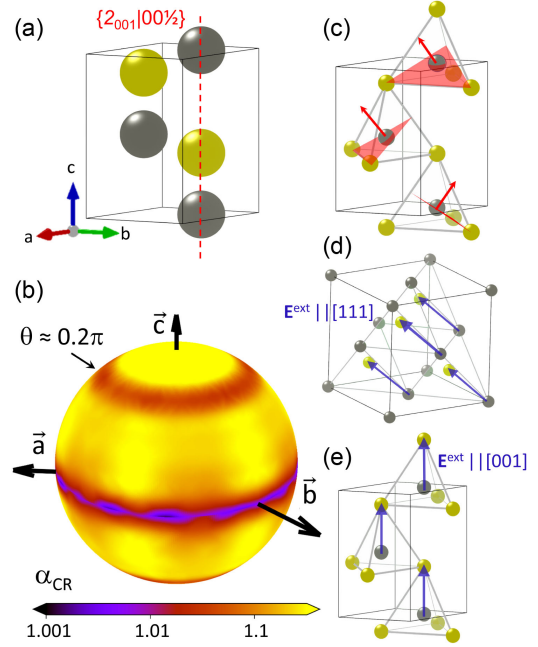 (a)
{2₀₀₁|00½}
c
a
b
(b)
θ ≈ 0.2π
c⃗
a⃗
b⃗
α_CR
1.001
1.01
1.1
(c)
(d)
E^ext || [111]
(e)
E^ext || [001]